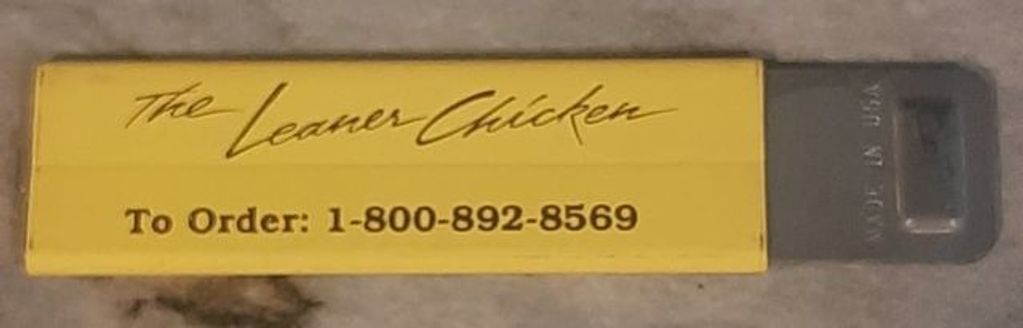 The Leaner Chicken
To Order: 1-800-892-8569
MADE IN USA